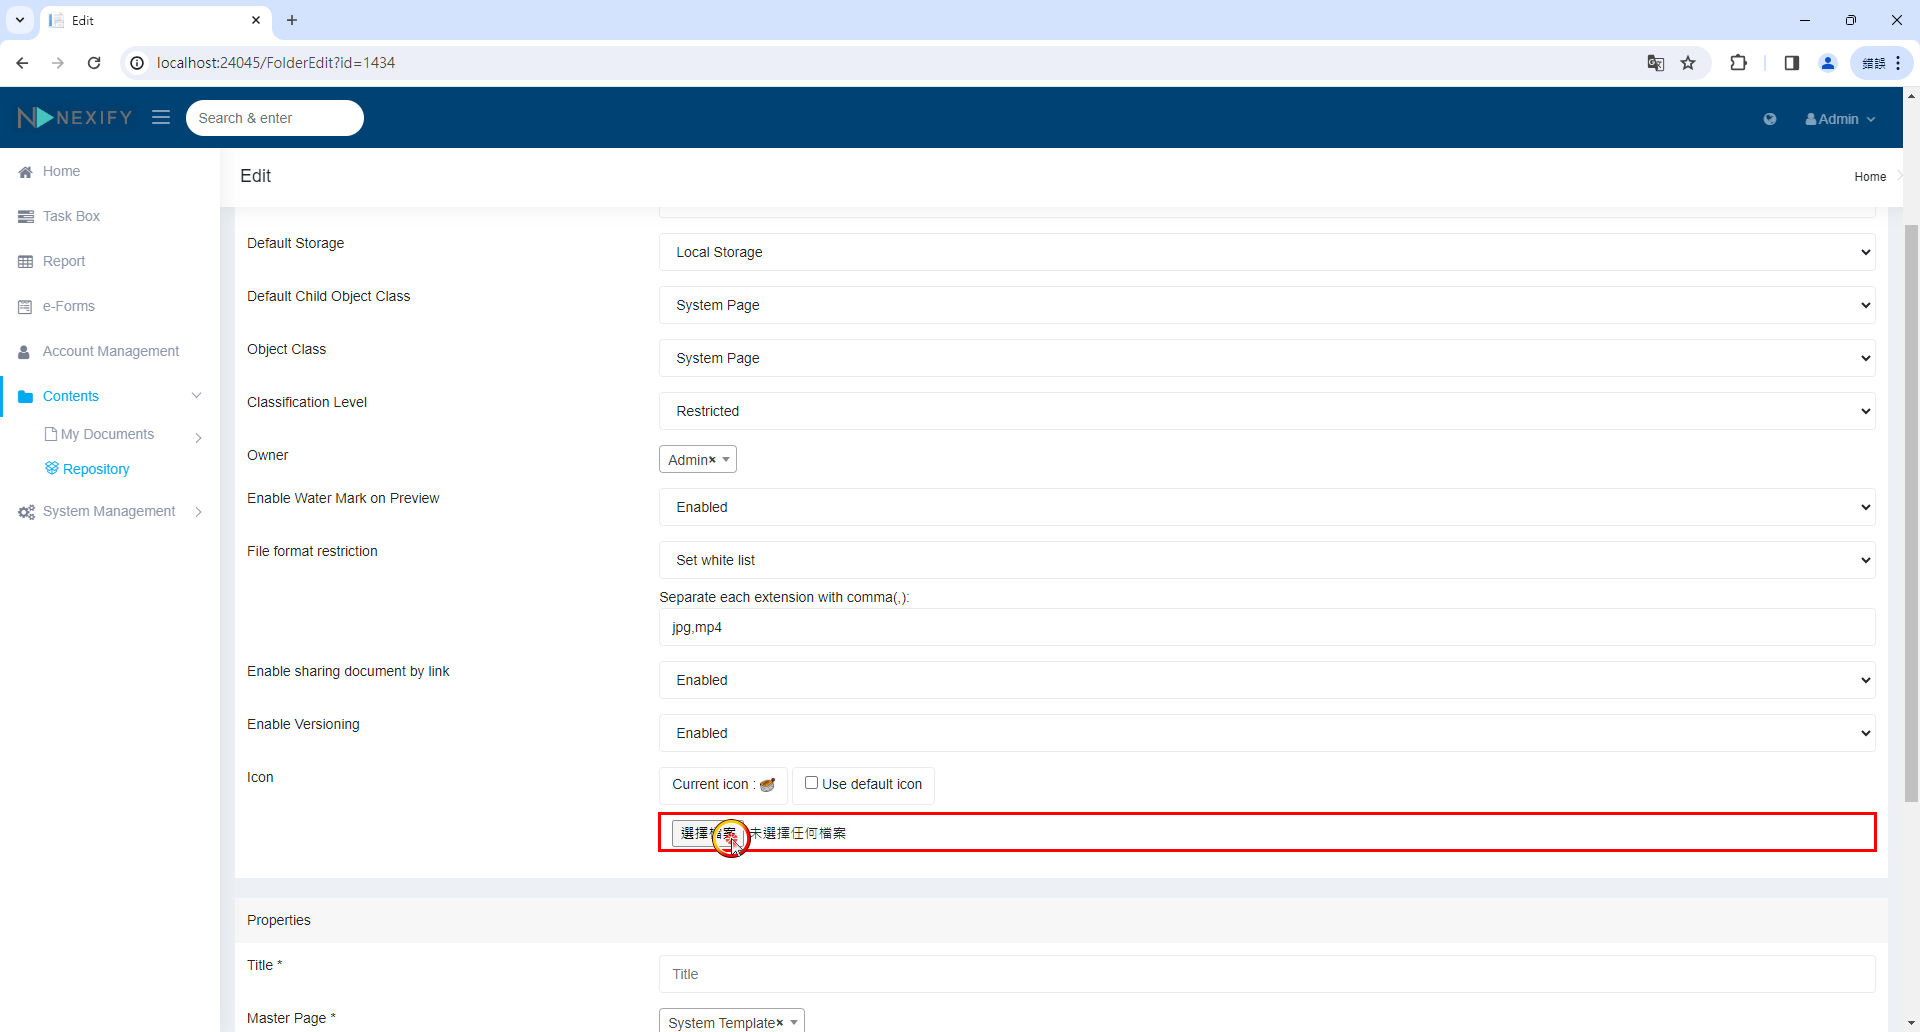 Edit
localhost:24045/FolderEdit?id=1434
錯誤
NEXIFY
Search & enter
Admin
Home
Task Box
Report
e-Forms
Account Management
Contents
My Documents
Repository
System Management
Edit
Home
Default Storage
Local Storage
Default Child Object Class
System Page
Object Class
System Page
Classification Level
Restricted
Owner
Admin×
Enable Water Mark on Preview
Enabled
File format restriction
Set white list
Separate each extension with comma(,):
jpg,mp4
Enable sharing document by link
Enabled
Enable Versioning
Enabled
Icon
Current icon :
Use default icon
選擇檔案 未選擇任何檔案
Properties
Title *
Title
Master Page *
System Template×